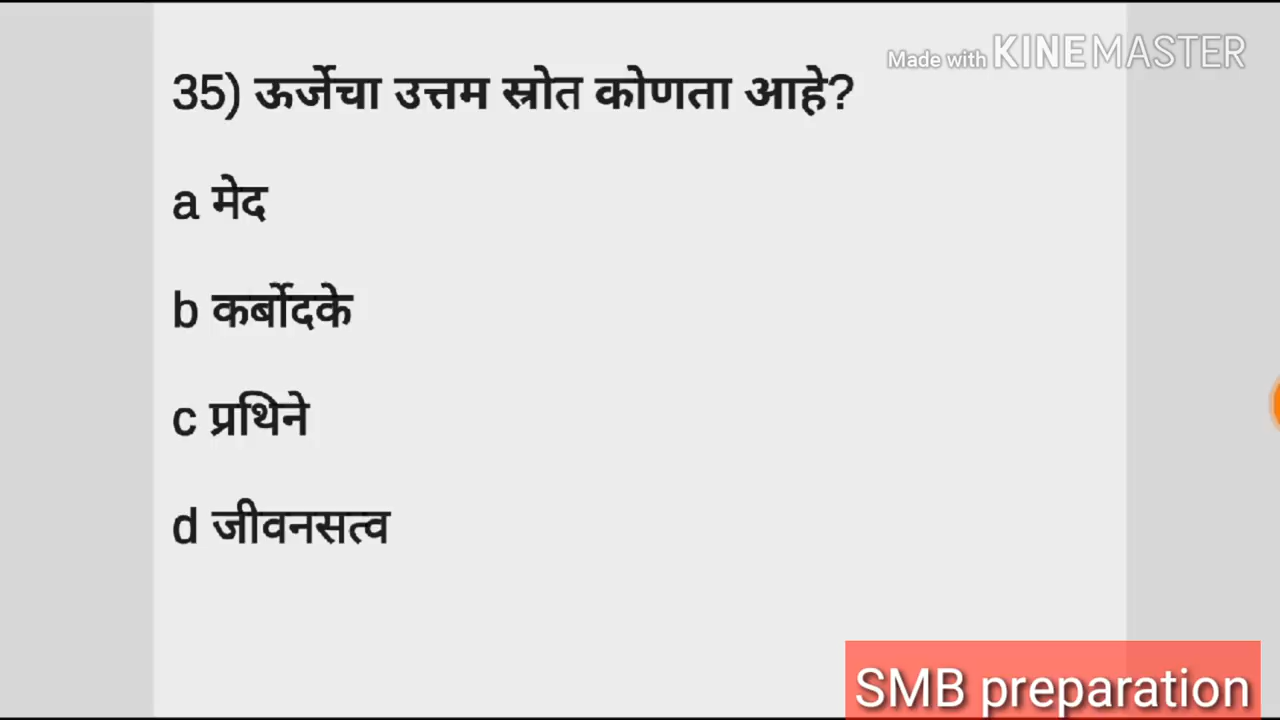 Made with KINEMASTER
35) ऊर्जेचा उत्तम स्रोत कोणता आहे?
a मेद
b कर्बोदके
c प्रथिने
d जीवनसत्व
SMB preparation